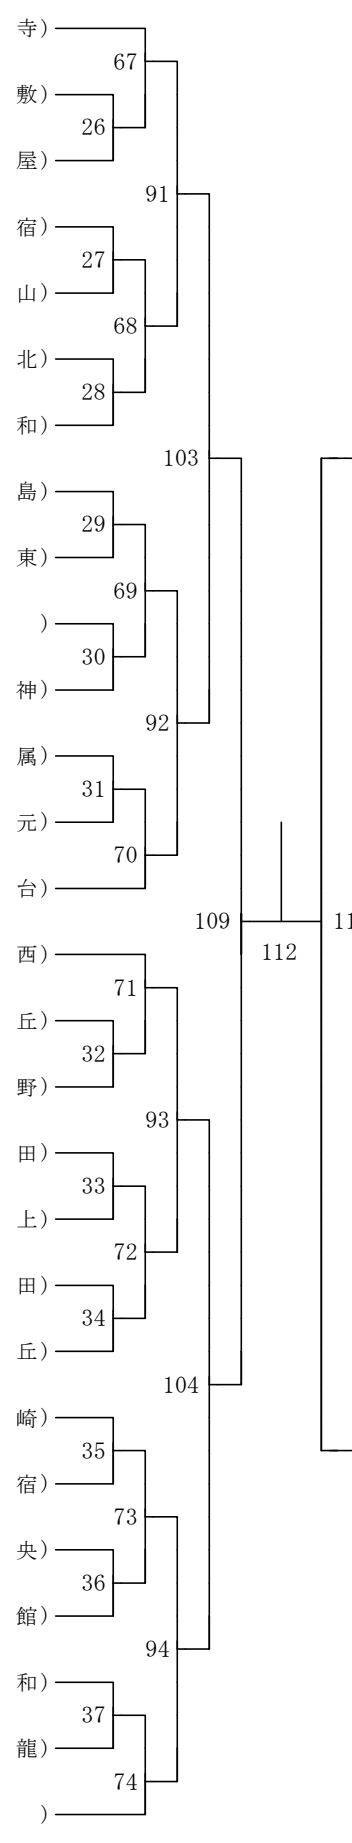 寺)
67
敷)
26
屋)
91
宿)
27
山)
68
北)
28
和)
103
島)
29
東)
69
)
30
神)
92
属)
31
元)
70
台)
109
11
112
西)
71
丘)
32
野)
93
田)
33
上)
72
田)
34
丘)
104
崎)
35
宿)
73
央)
36
館)
94
和)
37
龍)
74
)